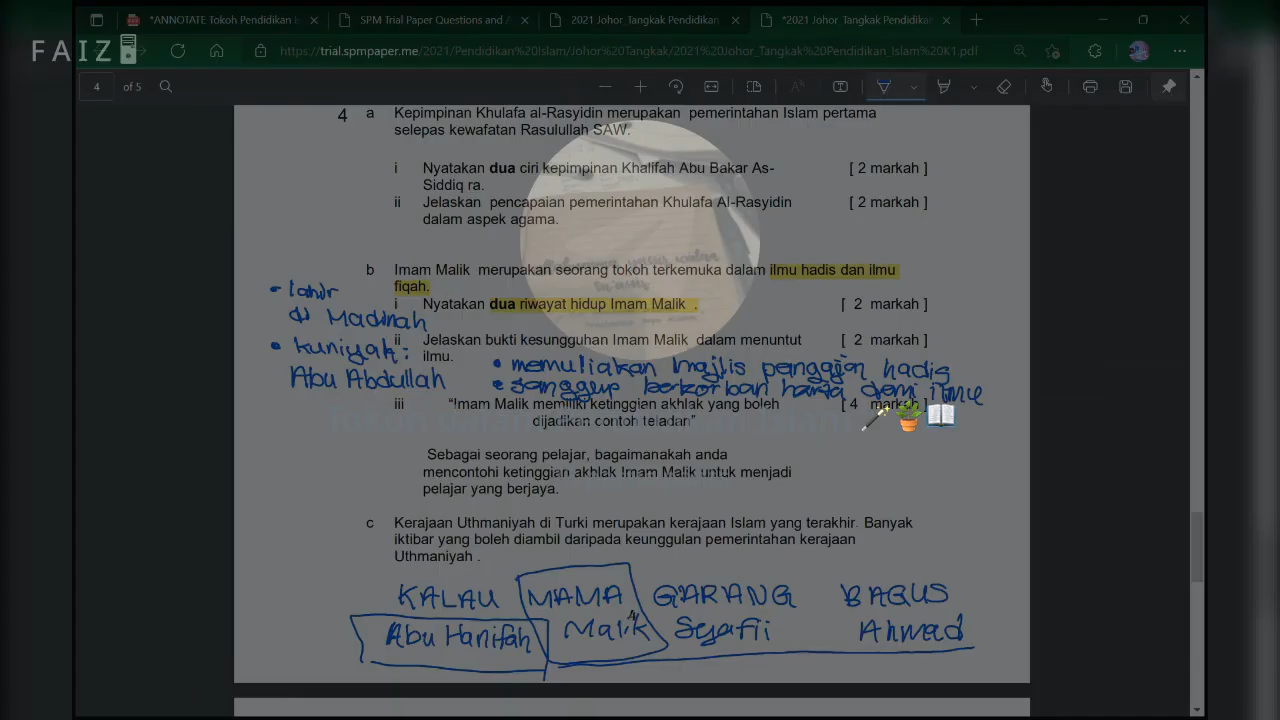 *ANNOTATE Tokoh Pendidikan I
SPM Trial Paper Questions and A
2021 Johor_Tangkak Pendidikan
*2021 Johor_Tangkak Pendidikan
FAIZ
https://trial.spmpaper.me/2021/Pendidikan%20Islam/Johor%20Tangkak/2021%20Johor_Tangkak%20Pendidikan_Islam%20K1.pdf
4 of 5
4 a Kepimpinan Khulafa al-Rasyidin merupakan pemerintahan Islam pertama
selepas kewafatan Rasulullah SAW.
i Nyatakan dua ciri kepimpinan Khalifah Abu Bakar As- [ 2 markah ]
Siddiq ra.
ii Jelaskan pencapaian pemerintahan Khulafa Al-Rasyidin [ 2 markah ]
dalam aspek agama.
b Imam Malik merupakan seorang tokoh terkemuka dalam ilmu hadis dan ilmu
fiqah.
• lahir
di Madinah
i Nyatakan dua riwayat hidup Imam Malik . [ 2 markah ]
• kuniyah:
Abu Abdullah
ii Jelaskan bukti kesungguhan Imam Malik dalam menuntut [ 2 markah ]
ilmu.
• memuliakan majlis pengajian hadis
• sanggup berkorban harta demi ilmu
iii “Imam Malik memiliki ketinggian akhlak yang boleh [ 4 markah ]
dijadikan contoh teladan”
Sebagai seorang pelajar, bagaimanakah anda
mencontohi ketinggian akhlak Imam Malik untuk menjadi
pelajar yang berjaya.
c Kerajaan Uthmaniyah di Turki merupakan kerajaan Islam yang terakhir. Banyak
iktibar yang boleh diambil daripada keunggulan pemerintahan kerajaan
Uthmaniyah .
KALAU MAMA GARANG BAGUS
Abu Hanifah Malik Syafii Ahmad